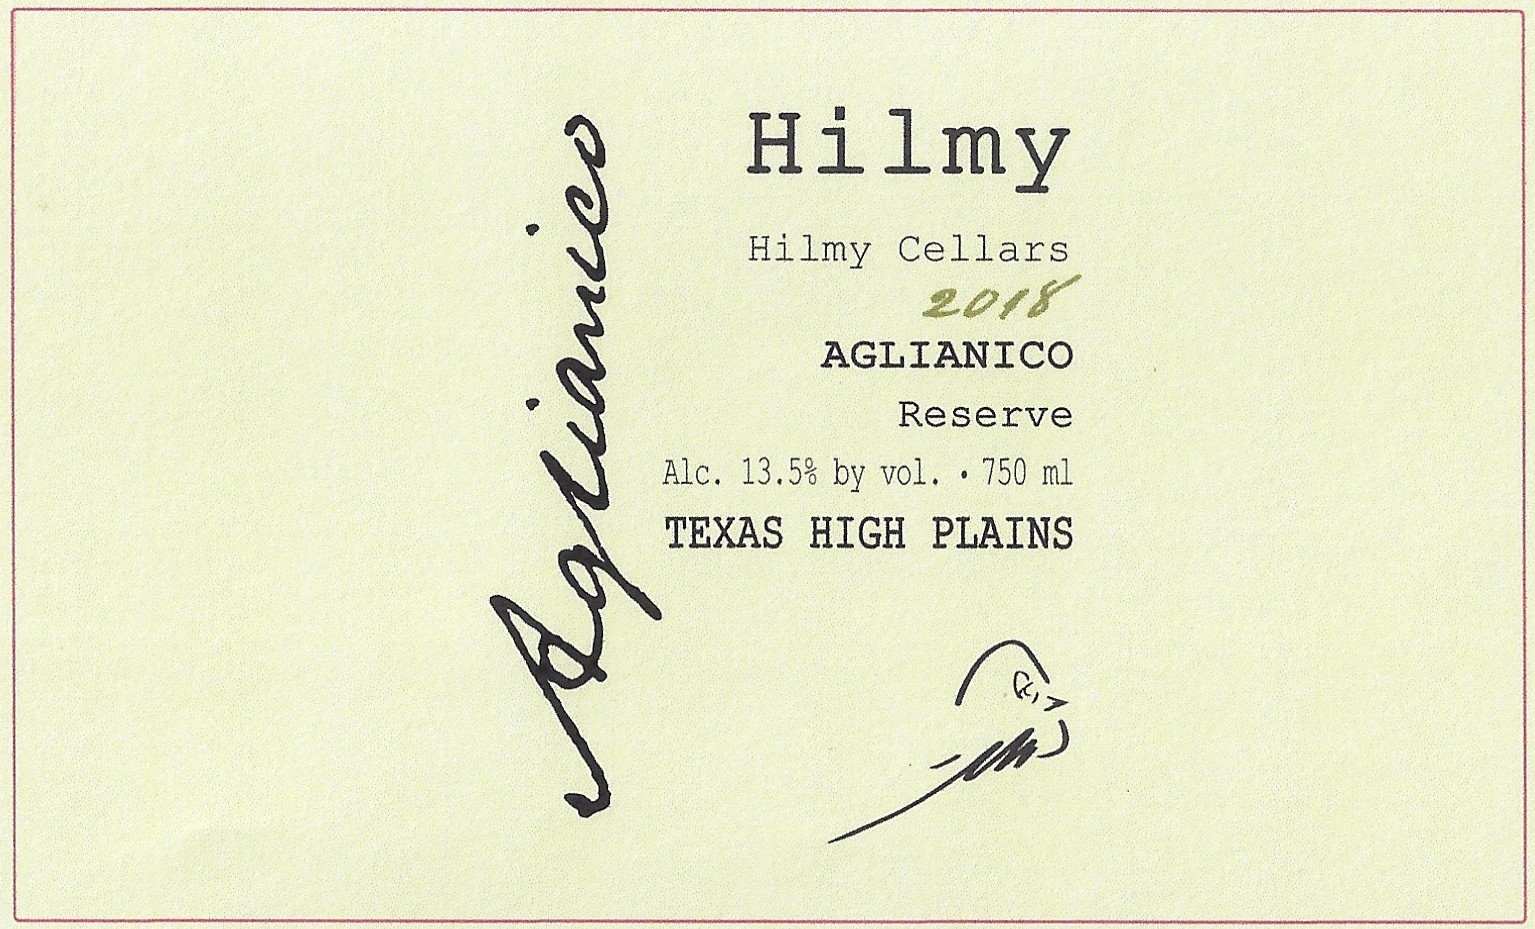 Aglianico
Hilmy
Hilmy Cellars
2018
AGLIANICO
Reserve
Alc. 13.5% by vol. • 750 ml
TEXAS HIGH PLAINS